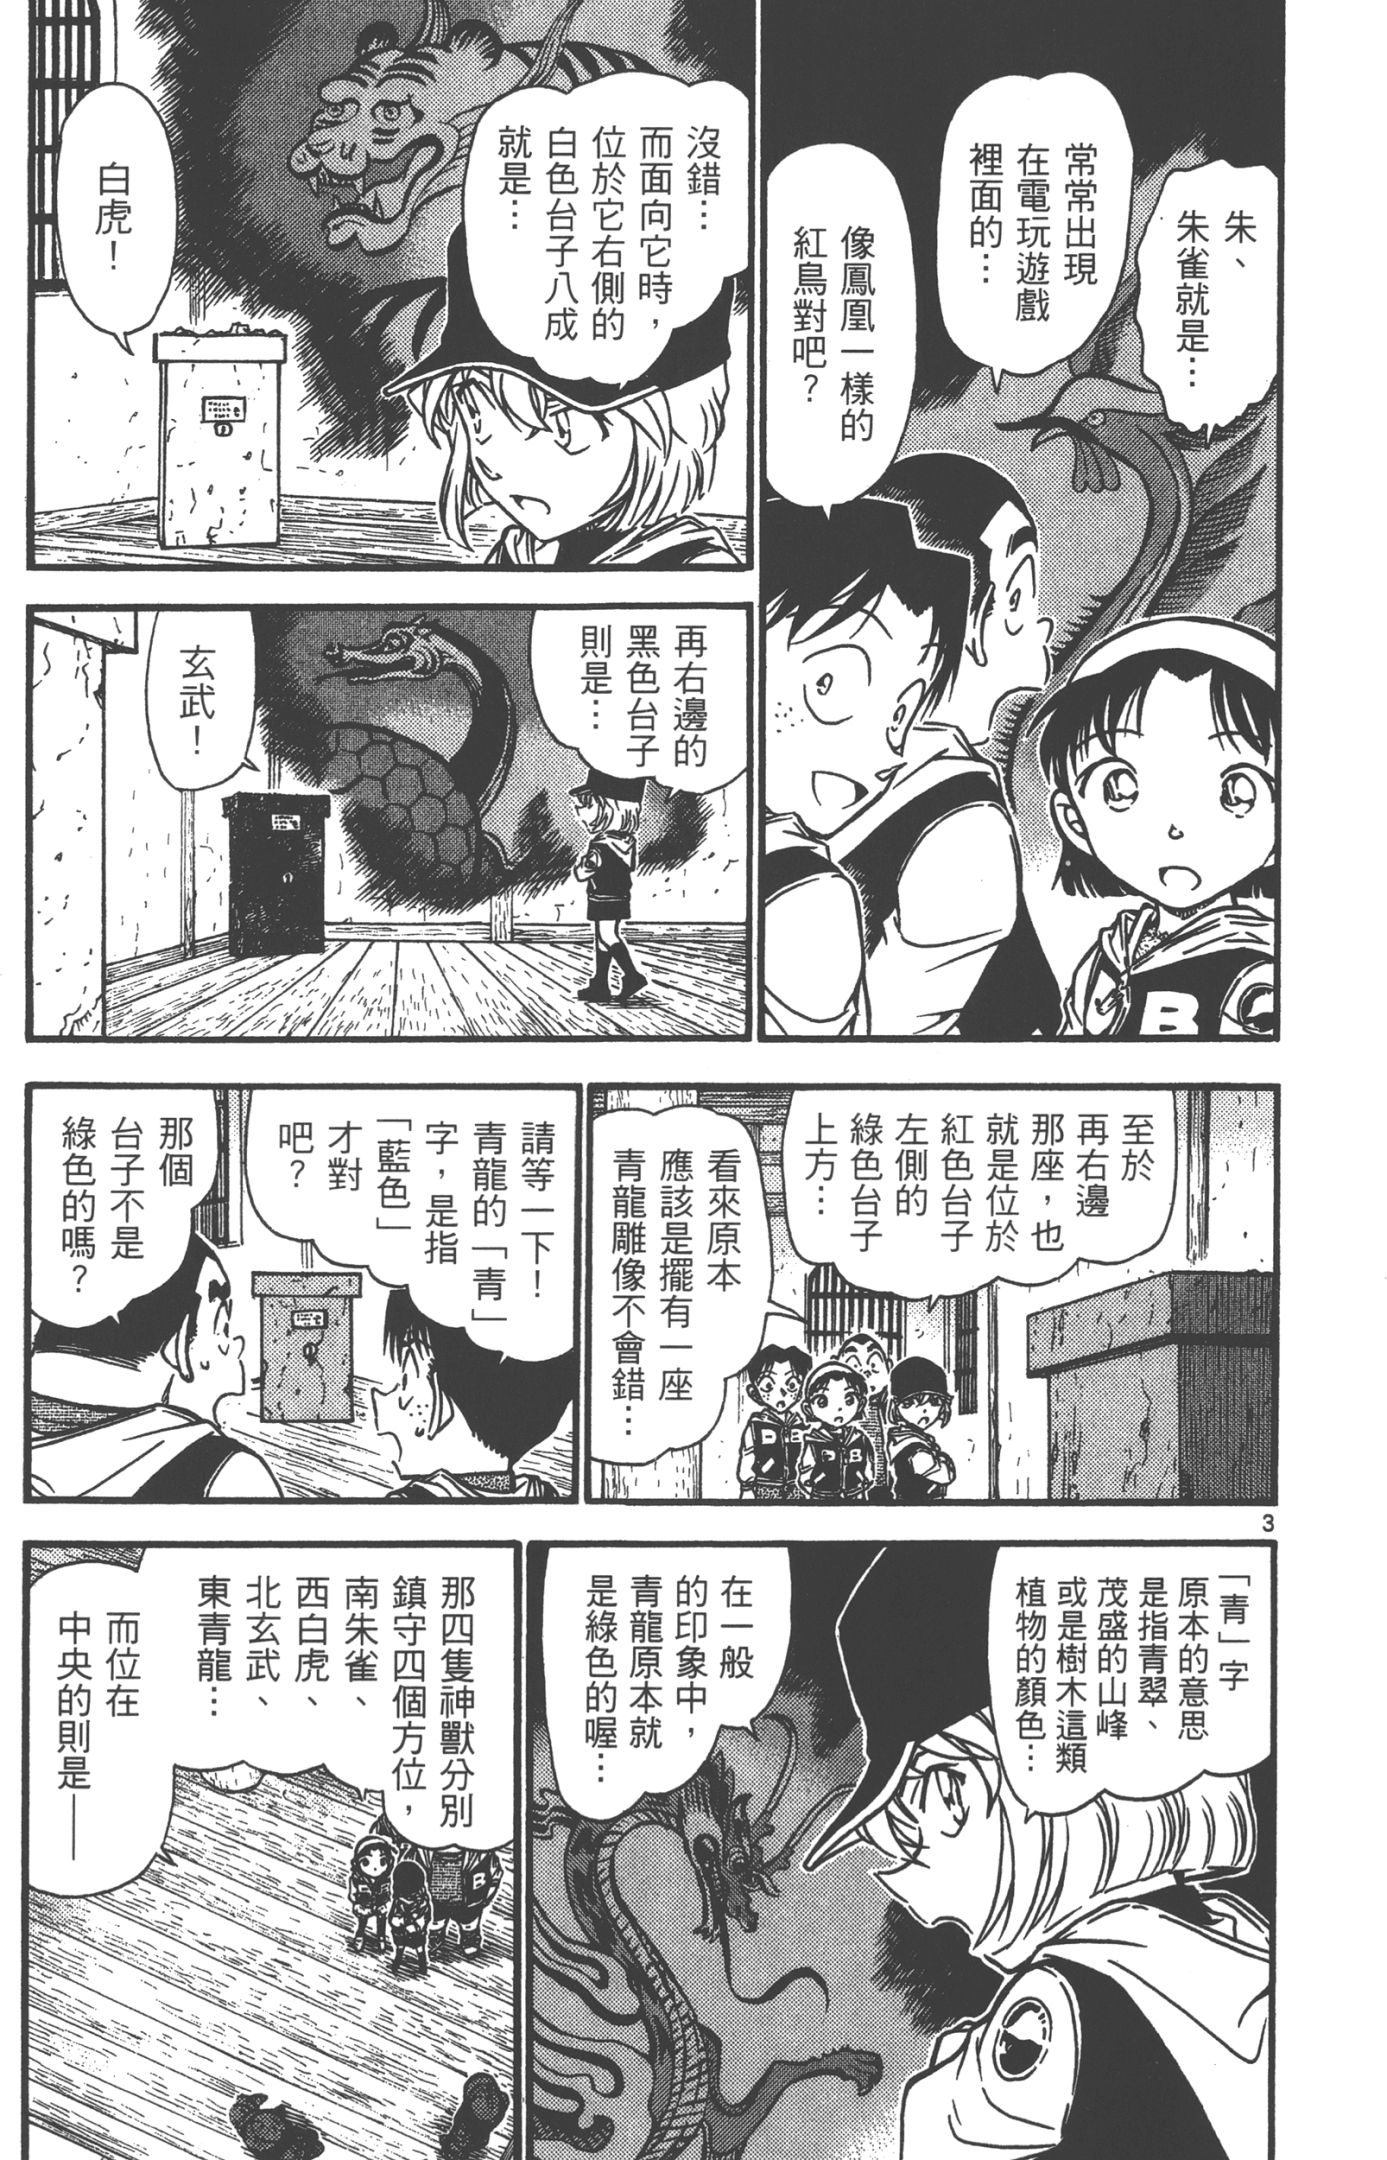 朱、
朱雀就是…
常常出現
在電玩遊戲
裡面的…
像鳳凰一樣的
紅鳥對吧？
沒錯…
而面向它時，
位於它右側的
白色台子八成
就是…
白虎！
再右邊的
黑色台子
則是…
玄武！
至於
再右邊
那座，也
就是位於
紅色台子
左側的
綠色台子
上方…
看來原本
應該是擺有一座
青龍雕像不會錯…
請等一下！
青龍的「青」
字，是指
「藍色」
才對
吧？
那個
台子不是
綠色的嗎？
3
「青」字
原本的意思
是指青翠、
茂盛的山峰
或是樹木這類
植物的顏色…
在一般
的印象中，
青龍原本就
是綠色的喔…
那四隻神獸分別
鎮守四個方位，
南朱雀、
西白虎、
北玄武、
東青龍…
而位在
中央的則是——
B
D B
B